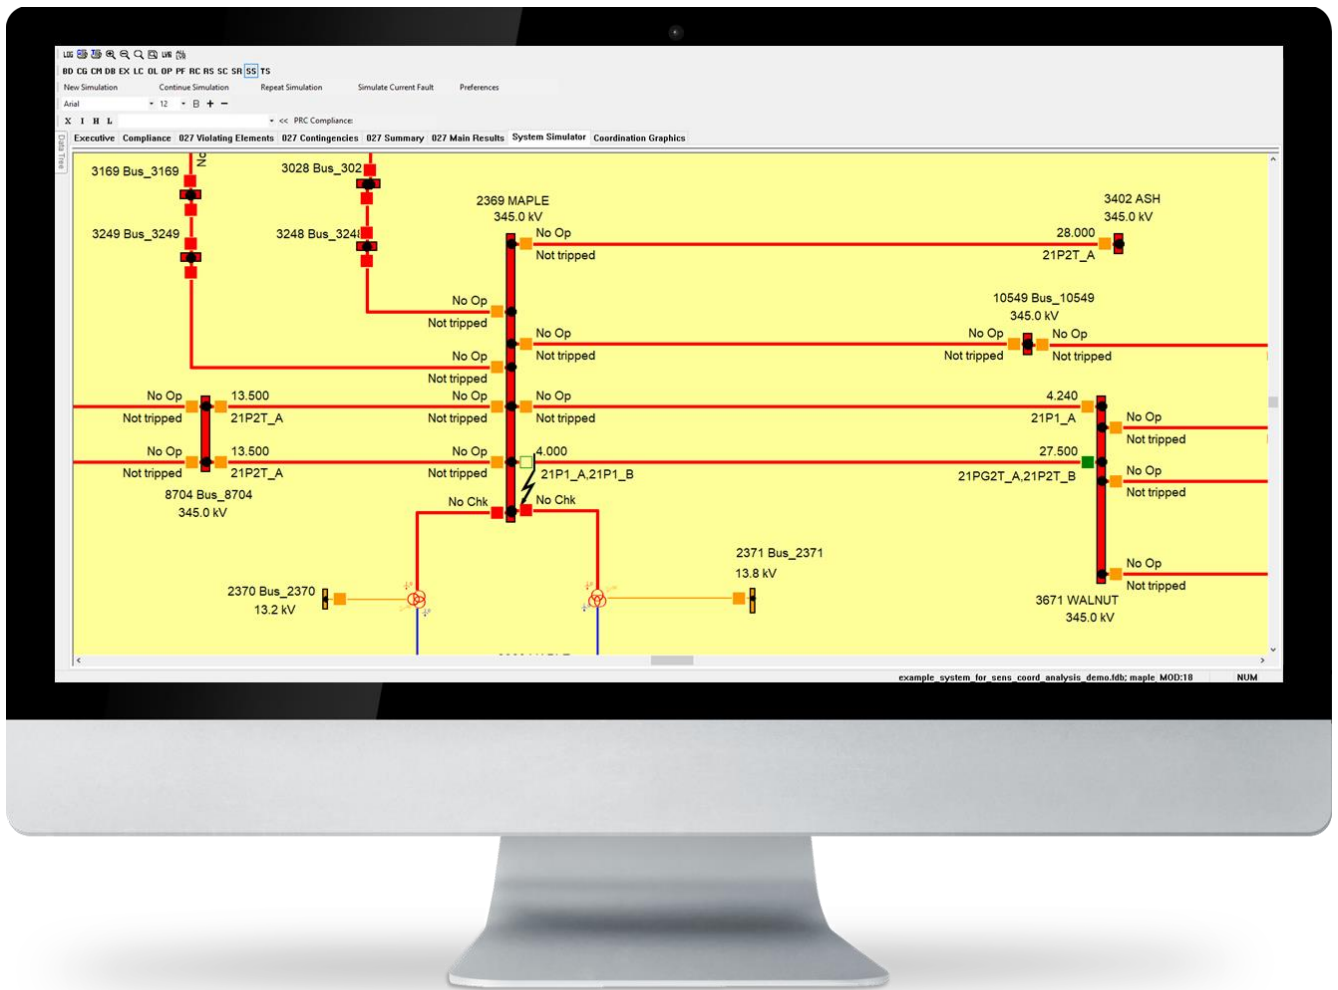 LOG
LVG
BD CG CM DB EX LC OL OP PF RC RS SC SR SS TS
New Simulation Continue Simulation Repeat Simulation Simulate Current Fault Preferences
Arial 12 B + −
X I H L << PRC Compliance:
Data Tree
Executive Compliance 027 Violating Elements 027 Contingencies 027 Summary 027 Main Results System Simulator Coordination Graphics
No
3169 Bus_3169
3028 Bus_302
2369 MAPLE
345.0 kV
3402 ASH
345.0 kV
3249 Bus_3249
3248 Bus_324
No Op
Not tripped
28.000
21P2T_A
10549 Bus_10549
345.0 kV
No Op
Not tripped
No Op
Not tripped
No Op
Not tripped
No Op
Not tripped
No Op
Not tripped
No Op
Not tripped
13.500
21P2T_A
No Op
Not tripped
No Op
Not tripped
4.240
21P1_A
No Op
Not tripped
No Op
Not tripped
13.500
21P2T_A
No Op
Not tripped
4.000
21P1_A,21P1_B
27.500
21PG2T_A,21P2T_B
No Op
Not tripped
8704 Bus_8704
345.0 kV
No Chk
No Chk
2371 Bus_2371
13.8 kV
No Op
Not tripped
2370 Bus_2370
13.2 kV
3671 WALNUT
345.0 kV
example_system_for_sens_coord_analysis_demo.fdb; maple_MOD:18 NUM